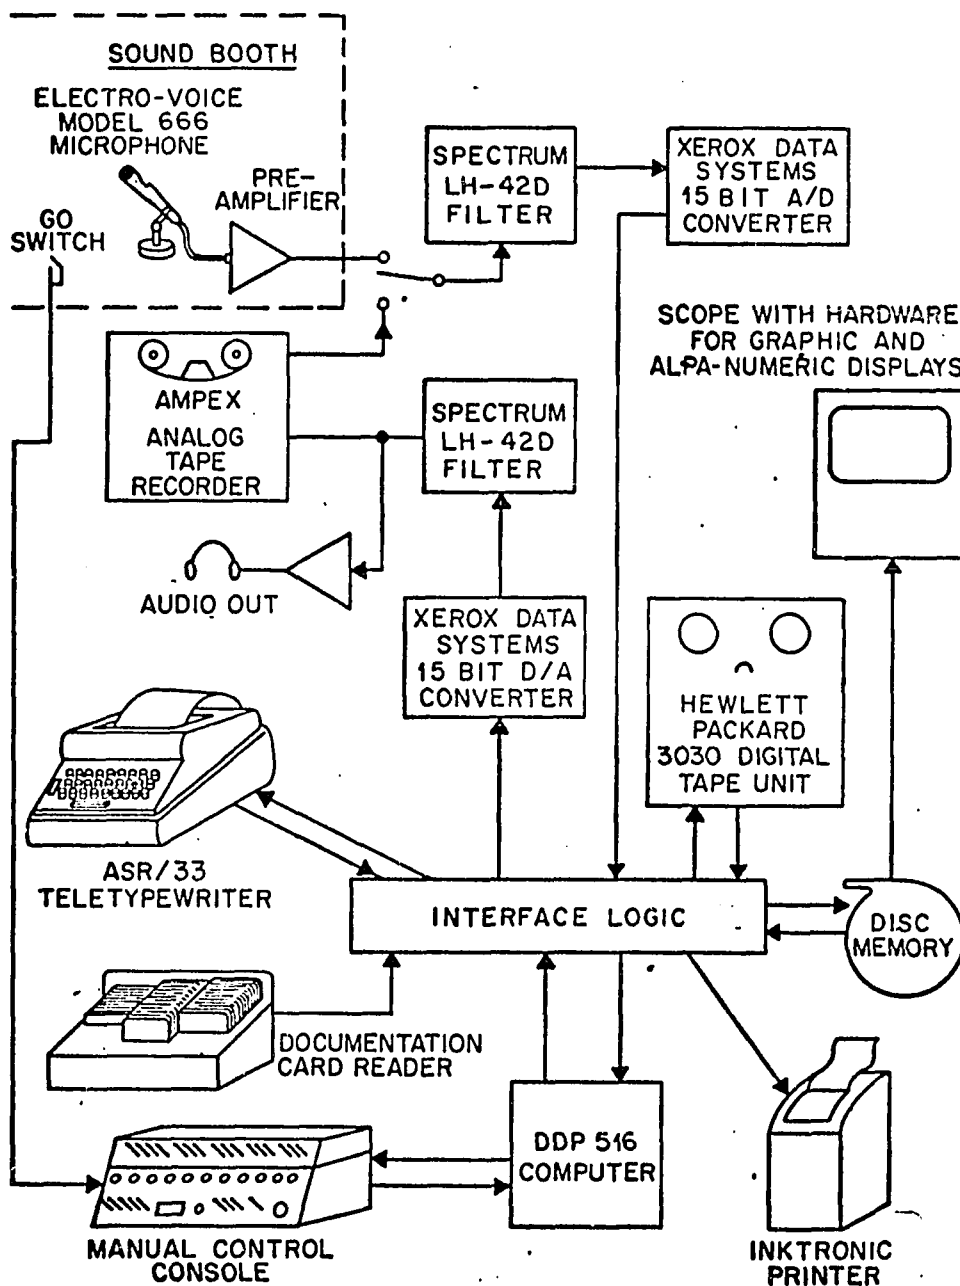 SOUND BOOTH
ELECTRO-VOICE
MODEL 666
MICROPHONE
PRE-
AMPLIFIER
GO
SWITCH
SPECTRUM
LH-42D
FILTER
XEROX DATA
SYSTEMS
15 BIT A/D
CONVERTER
SCOPE WITH HARDWARE
FOR GRAPHIC AND
ALPA-NUMERIC DISPLAYS
AMPEX
ANALOG
TAPE
RECORDER
SPECTRUM
LH-42D
FILTER
AUDIO OUT
XEROX DATA
SYSTEMS
15 BIT D/A
CONVERTER
HEWLETT
PACKARD
3030 DIGITAL
TAPE UNIT
ASR/33
TELETYPEWRITER
INTERFACE LOGIC
DISC
MEMORY
DOCUMENTATION
CARD READER
DDP 516
COMPUTER
MANUAL CONTROL
CONSOLE
INKTRONIC
PRINTER